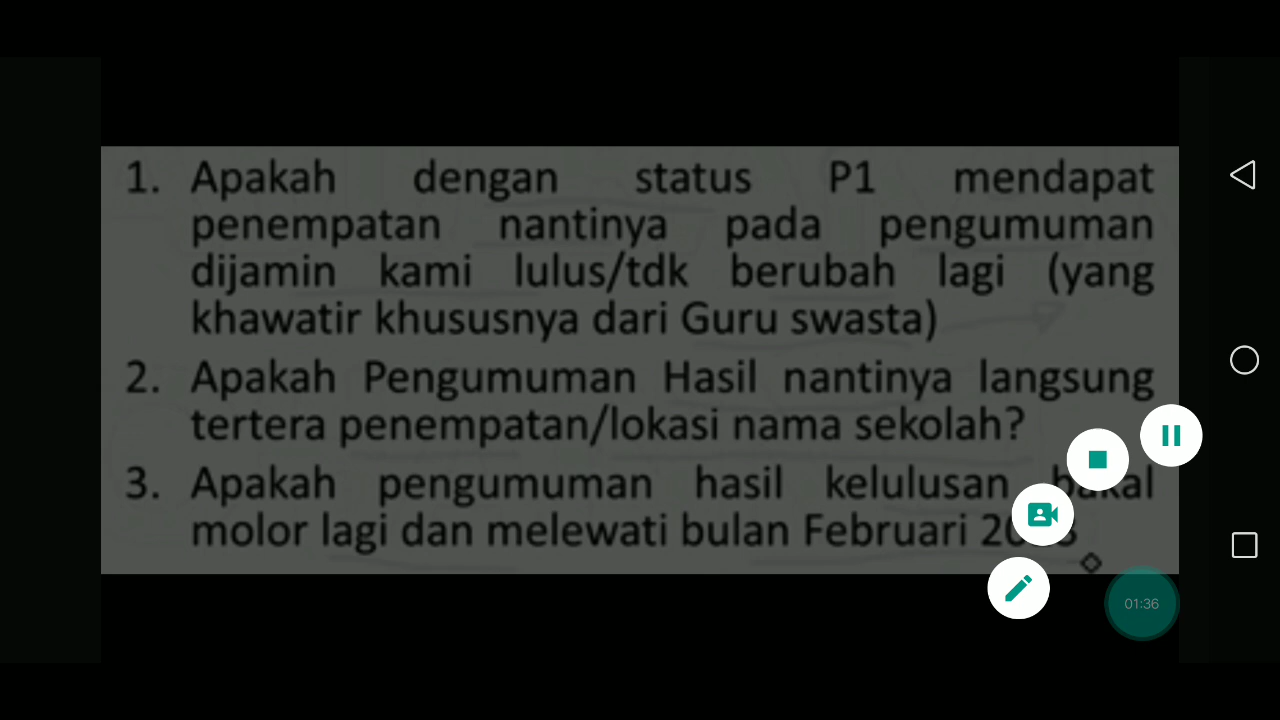 1. Apakah dengan status P1 mendapat
penempatan nantinya pada pengumuman
dijamin kami lulus/tdk berubah lagi (yang
khawatir khususnya dari Guru swasta)
2. Apakah Pengumuman Hasil nantinya langsung
tertera penempatan/lokasi nama sekolah?
3. Apakah pengumuman hasil kelulusan bakal
molor lagi dan melewati bulan Februari
01:36